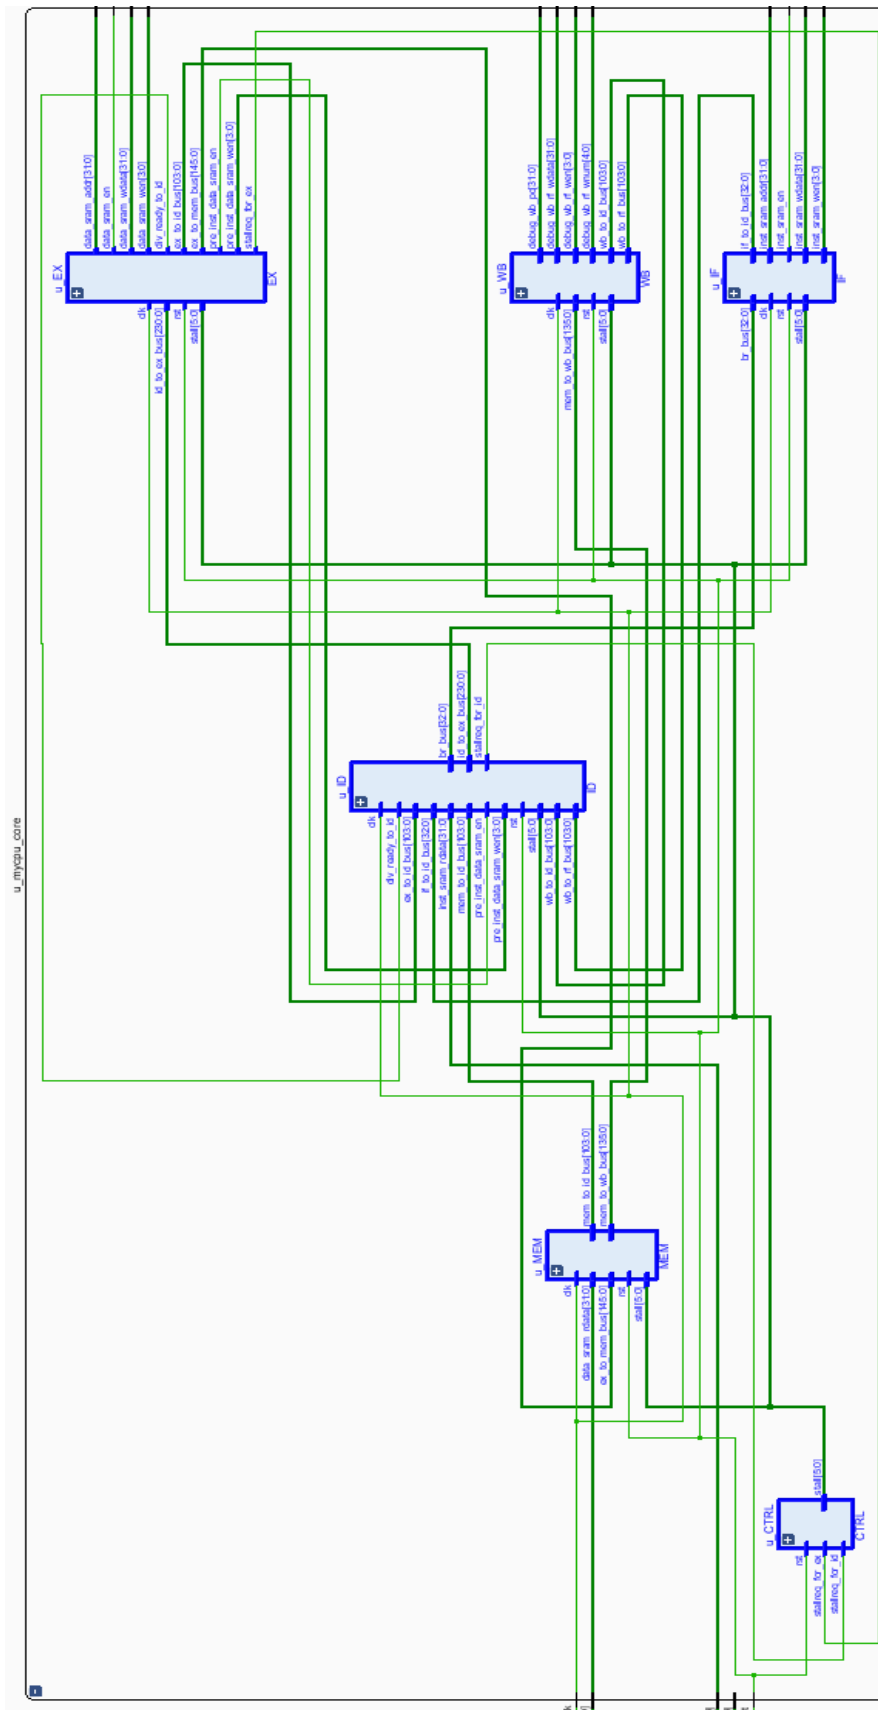 u_mycpu_core
data_sram_addr[31:0]
data_sram_en
data_sram_wdata[31:0]
data_sram_wen[3:0]
div_ready_to_id
ex_to_id_bus[103:0]
ex_to_mem_bus[145:0]
pre_inst_data_sram_en
pre_inst_data_sram_wen[3:0]
stallreq_for_ex
u_EX
EX
clk
id_to_ex_bus[230:0]
rst
stall[5:0]
debug_wb_pc[31:0]
debug_wb_rf_wdata[31:0]
debug_wb_rf_wen[3:0]
debug_wb_rf_wnum[4:0]
wb_to_id_bus[103:0]
wb_to_rf_bus[103:0]
u_WB
WB
clk
mem_to_wb_bus[135:0]
rst
stall[5:0]
if_to_id_bus[32:0]
inst_sram_addr[31:0]
inst_sram_en
inst_sram_wdata[31:0]
inst_sram_wen[3:0]
u_IF
IF
br_bus[32:0]
clk
rst
stall[5:0]
br_bus[32:0]
id_to_ex_bus[230:0]
stallreq_for_id
u_ID
ID
clk
div_ready_to_id
ex_to_id_bus[103:0]
if_to_id_bus[32:0]
inst_sram_rdata[31:0]
mem_to_id_bus[103:0]
pre_inst_data_sram_en
pre_inst_data_sram_wen[3:0]
rst
stall[5:0]
wb_to_id_bus[103:0]
wb_to_rf_bus[103:0]
mem_to_id_bus[103:0]
mem_to_wb_bus[135:0]
u_MEM
MEM
clk
data_sram_rdata[31:0]
ex_to_mem_bus[145:0]
rst
stall[5:0]
stall[5:0]
u_CTRL
CTRL
rst
stallreq_for_ex
stallreq_for_id